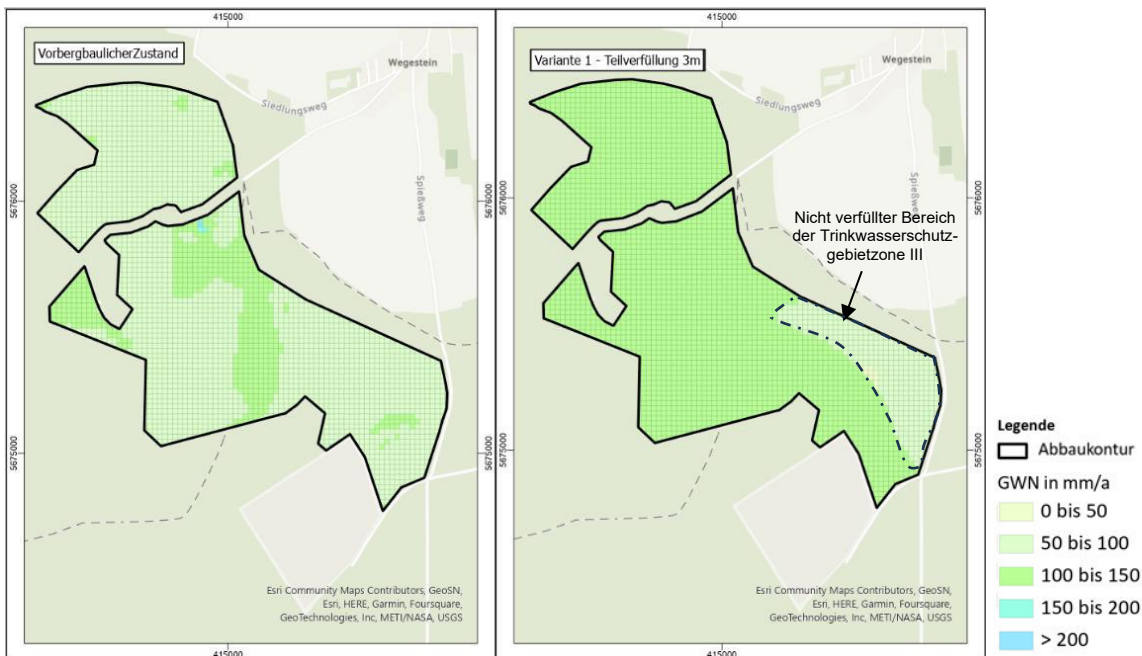 415000
415000
VorbergbaulicherZustand
Wegestein
Siedlungsweg
Spießweg
5676000
5676000
5675000
5675000
Esri Community Maps Contributors, GeoSN,
Esri, HERE, Garmin, Foursquare,
GeoTechnologies, Inc, METI/NASA, USGS
415000
Variante 1 - Teilverfüllung 3m
Wegestein
Siedlungsweg
Spießweg
Nicht verfüllter Bereich
der Trinkwasserschutz-
gebietzone III
5676000
5675000
Esri Community Maps Contributors, GeoSN,
Esri, HERE, Garmin, Foursquare,
GeoTechnologies, Inc, METI/NASA, USGS
415000
Legende
Abbaukontur
GWN in mm/a
0 bis 50
50 bis 100
100 bis 150
150 bis 200
> 200